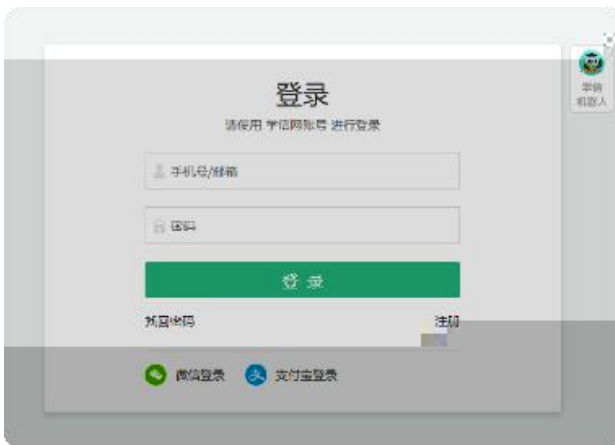 登录
请使用 学信网账号 进行登录
学信
机器人
手机号/邮箱
密码
登 录
找回密码
注册
微信登录
支付宝登录